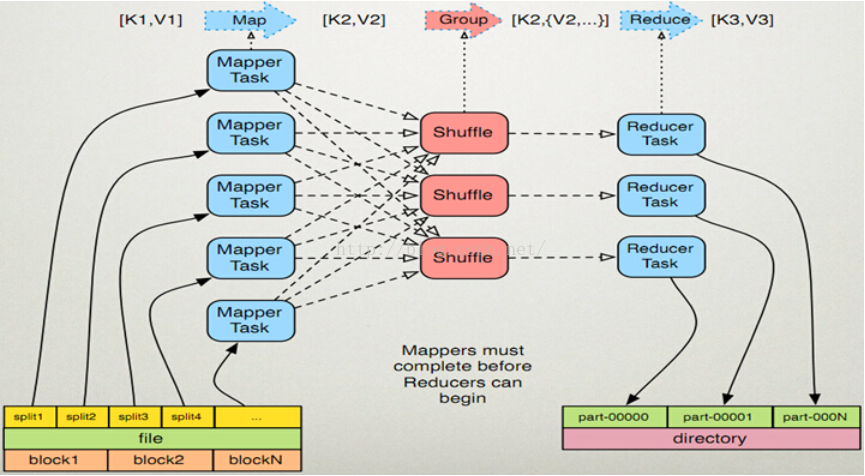 [K1,V1] Map [K2,V2] Group [K2,{V2,...}] Reduce [K3,V3]
Mapper
Task
Mapper
Task
Mapper
Task
Mapper
Task
Mapper
Task
Shuffle
Shuffle
Shuffle
Reducer
Task
Reducer
Task
Reducer
Task
Mappers must
complete before
Reducers can
begin
split1 split2 split3 split4 ...
file
block1 block2 blockN
part-00000 part-00001 part-000N
directory